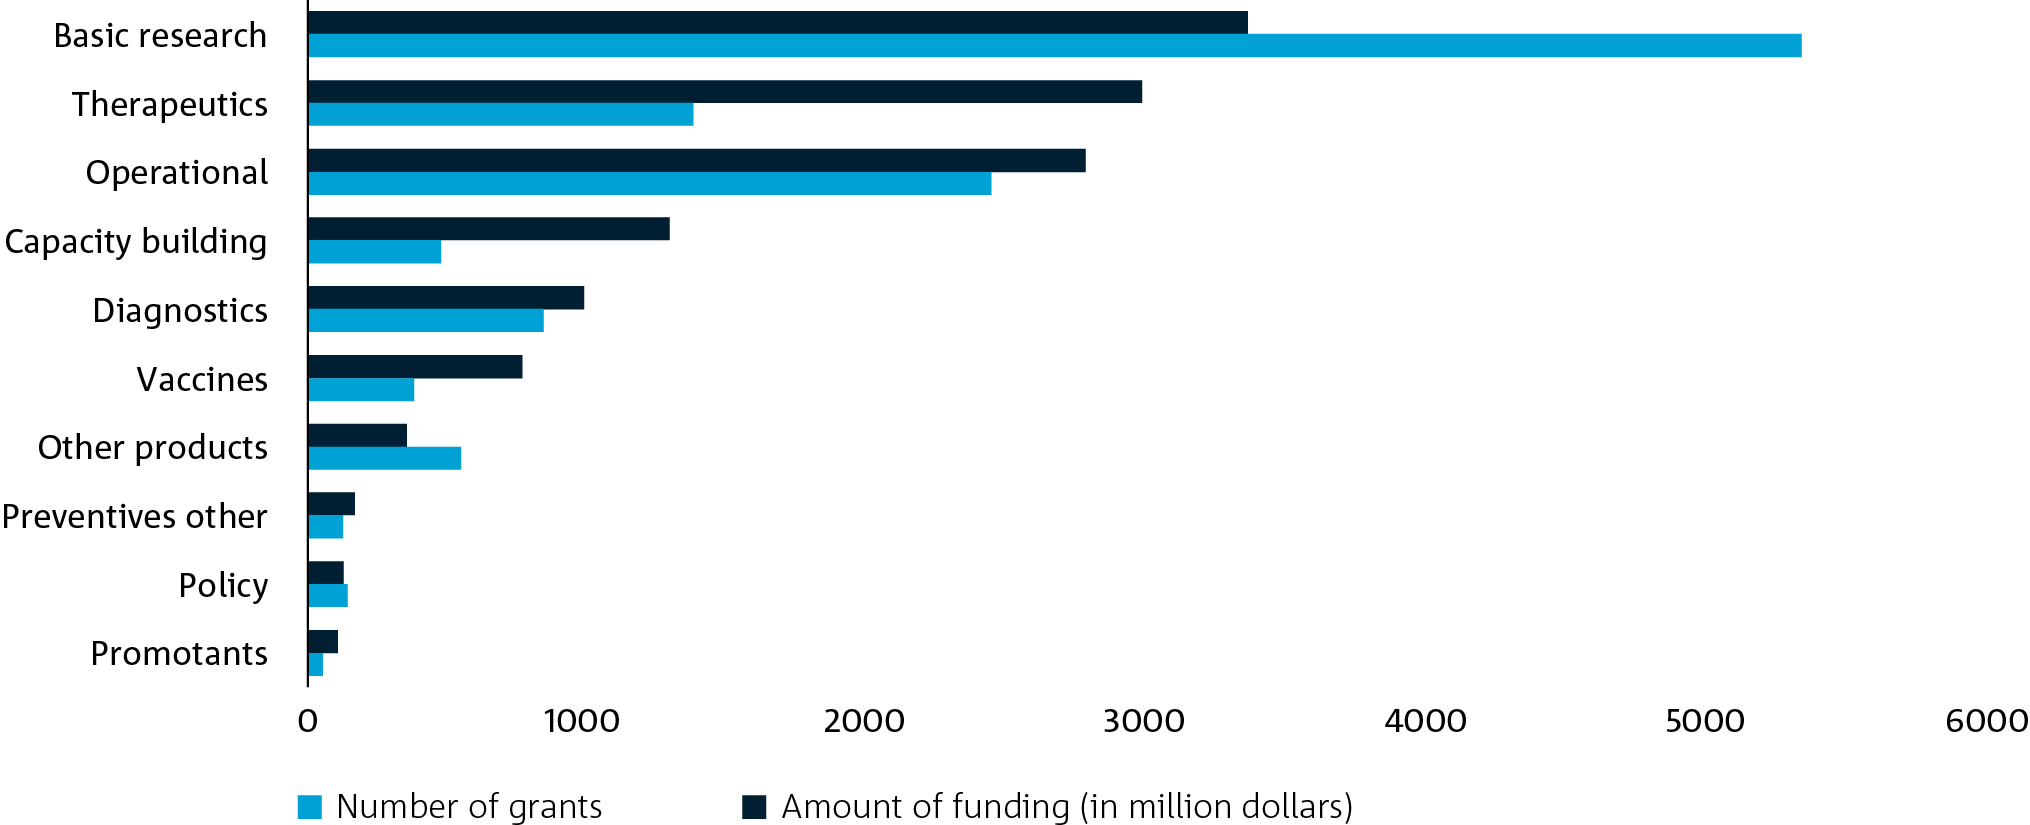 Basic research
Therapeutics
Operational
Capacity building
Diagnostics
Vaccines
Other products
Preventives other
Policy
Promotants
0 1000 2000 3000 4000 5000 6000
Number of grants Amount of funding (in million dollars)